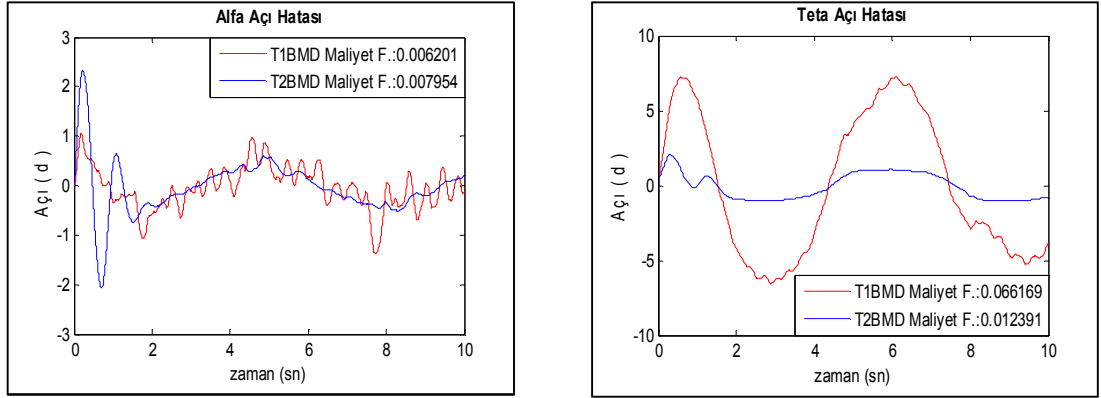 Alfa Açı Hatası
3
2
1
0
-1
-2
-3
Açı ( d )
T1BMD Maliyet F.:0.006201
T2BMD Maliyet F.:0.007954
0 2 4 6 8 10
zaman (sn)
Teta Açı Hatası
10
5
0
-5
-10
Açı ( d )
T1BMD Maliyet F.:0.066169
T2BMD Maliyet F.:0.012391
0 2 4 6 8 10
zaman (sn)